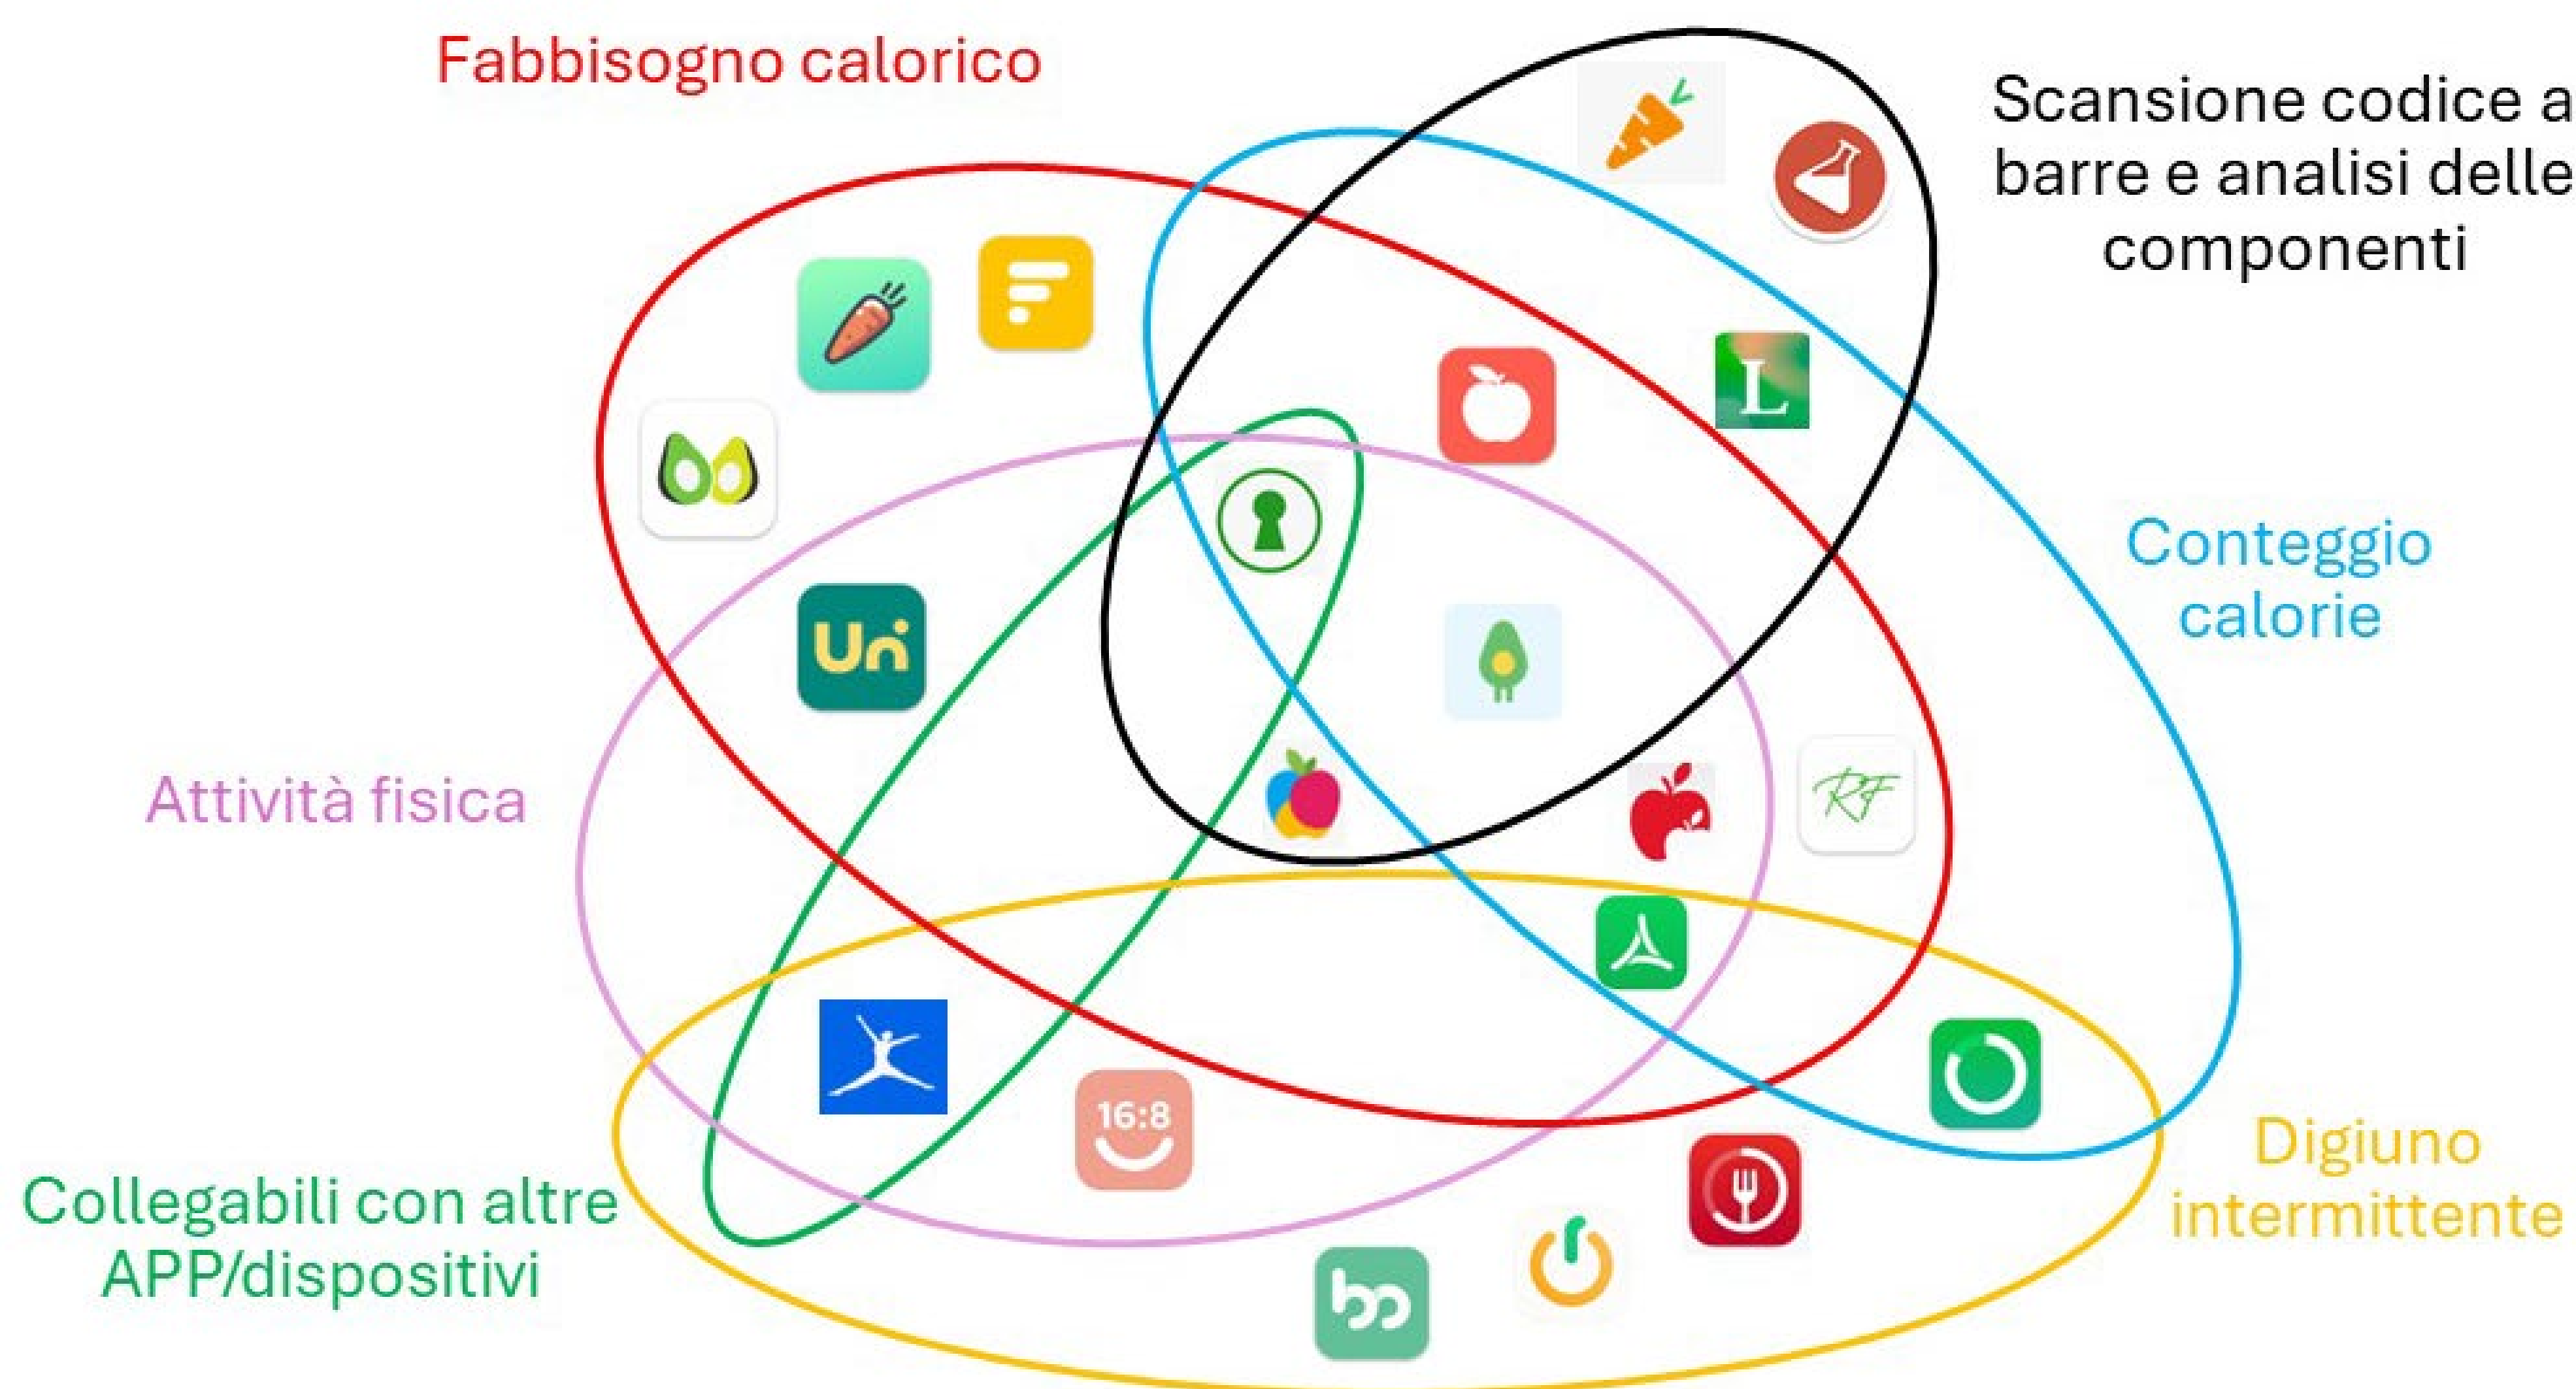 Fabbisogno calorico
Scansione codice a
barre e analisi delle
componenti
L
Conteggio
calorie
Un
Attività fisica
RF
16:8
Digiuno
intermittente
Collegabili con altre
APP/dispositivi
bo